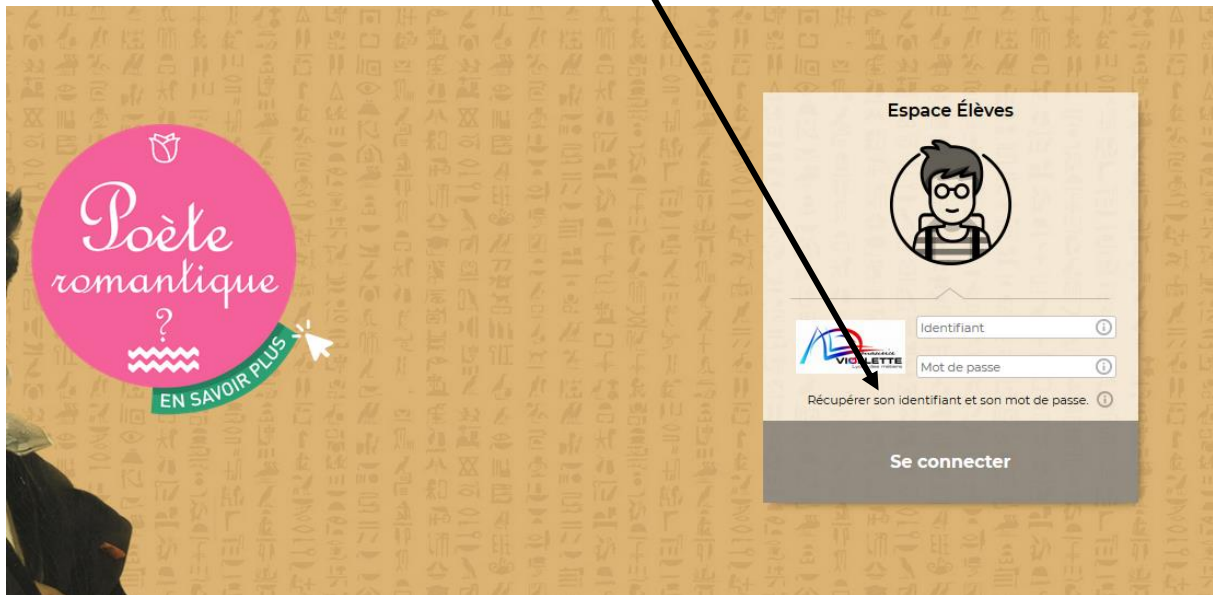 Poète
romantique
?
EN SAVOIR PLUS
Espace Élèves
VIOLLETTE
Identifiant
Mot de passe
Récupérer son identifiant et son mot de passe.
Se connecter